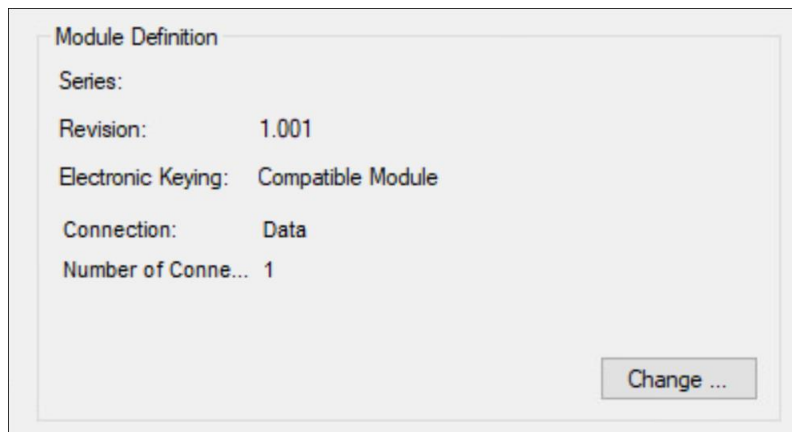 Module Definition
Series:
Revision: 1.001
Electronic Keying: Compatible Module
Connection: Data
Number of Conne... 1
Change ...